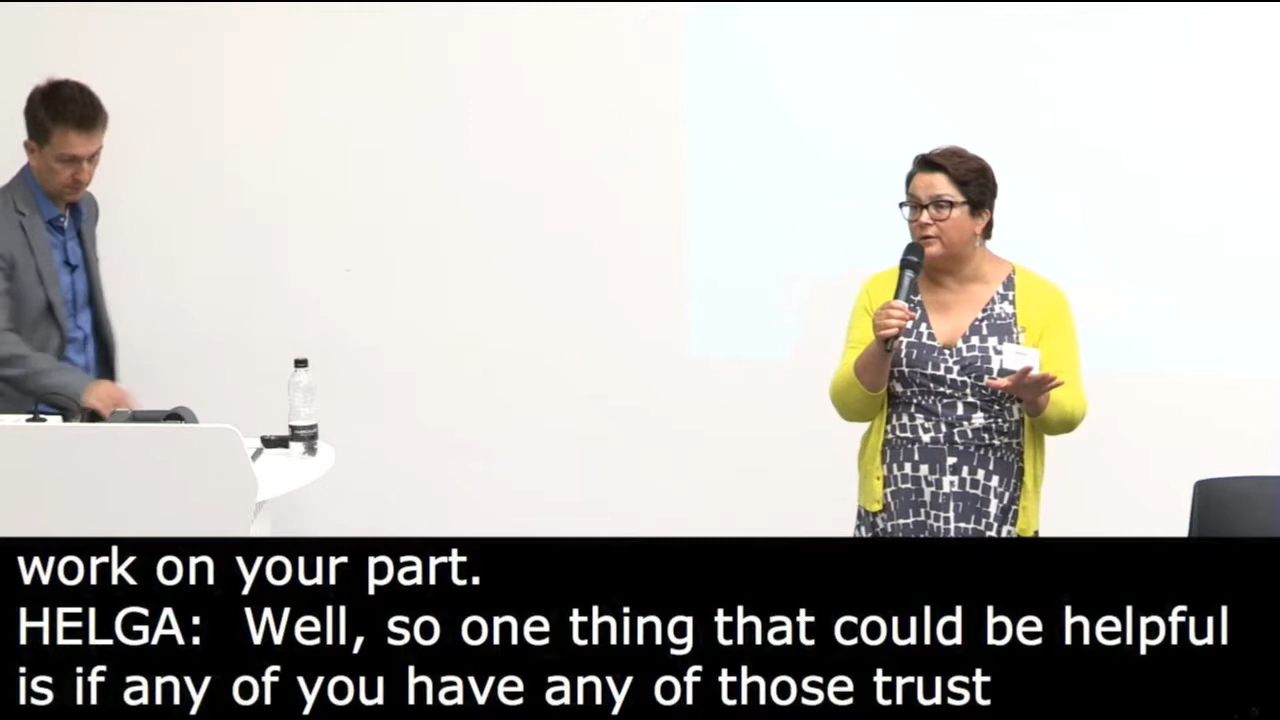 work on your part.
HELGA:  Well, so one thing that could be helpful
is if any of you have any of those trust